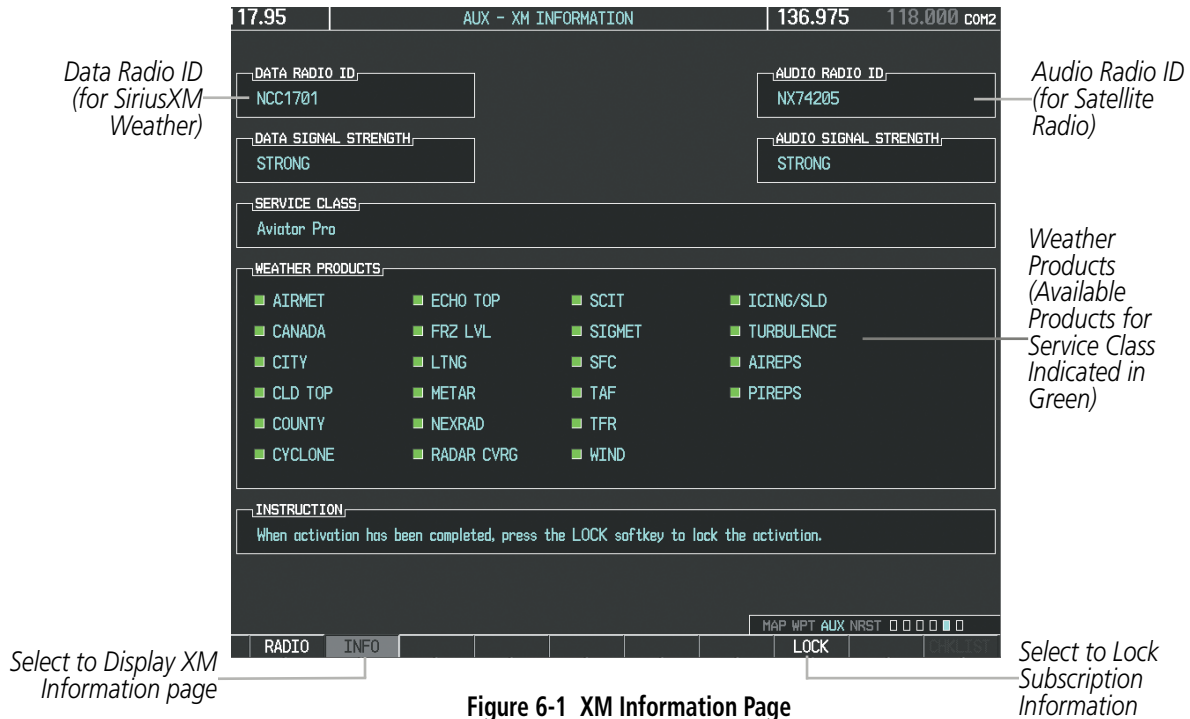 17.95 AUX - XM INFORMATION 136.975 118.000 COM2
Data Radio ID
(for SiriusXM
Weather)
DATA RADIO ID
NCC1701
AUDIO RADIO ID
NX74205
Audio Radio ID
(for Satellite
Radio)
DATA SIGNAL STRENGTH
STRONG
AUDIO SIGNAL STRENGTH
STRONG
SERVICE CLASS
Aviator Pro
WEATHER PRODUCTS
AIRMET ECHO TOP SCIT ICING/SLD
CANADA FRZ LVL SIGMET TURBULENCE
CITY LTNG SFC AIREPS
CLD TOP METAR TAF PIREPS
COUNTY NEXRAD TFR
CYCLONE RADAR CVRG WIND
Weather
Products
(Available
Products for
Service Class
Indicated in
Green)
INSTRUCTION
When activation has been completed, press the LOCK softkey to lock the activation.
MAP WPT AUX NRST
RADIO INFO LOCK CHKLIST
Select to Display XM
Information page
Select to Lock
Subscription
Information
Figure 6-1 XM Information Page